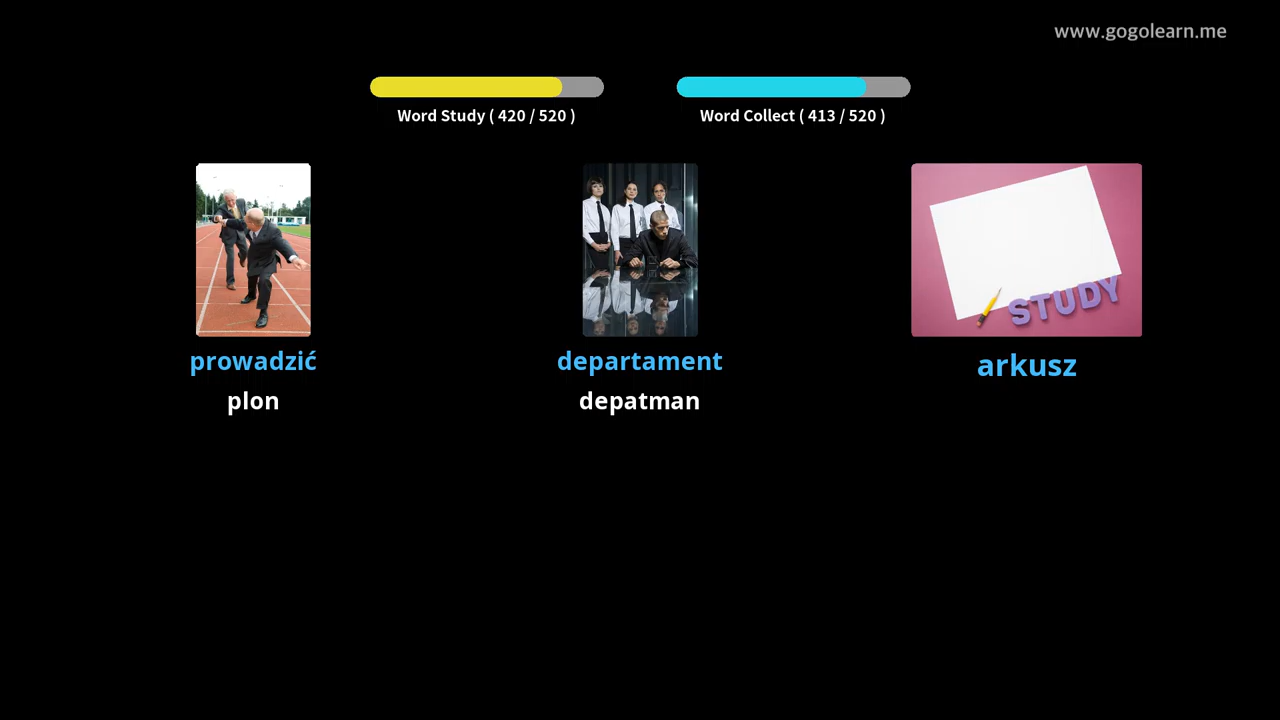 www.gogolearn.me
Word Study ( 420 / 520 )
Word Collect ( 413 / 520 )
STUDY
prowadzić
departament
arkusz
plon
depatman